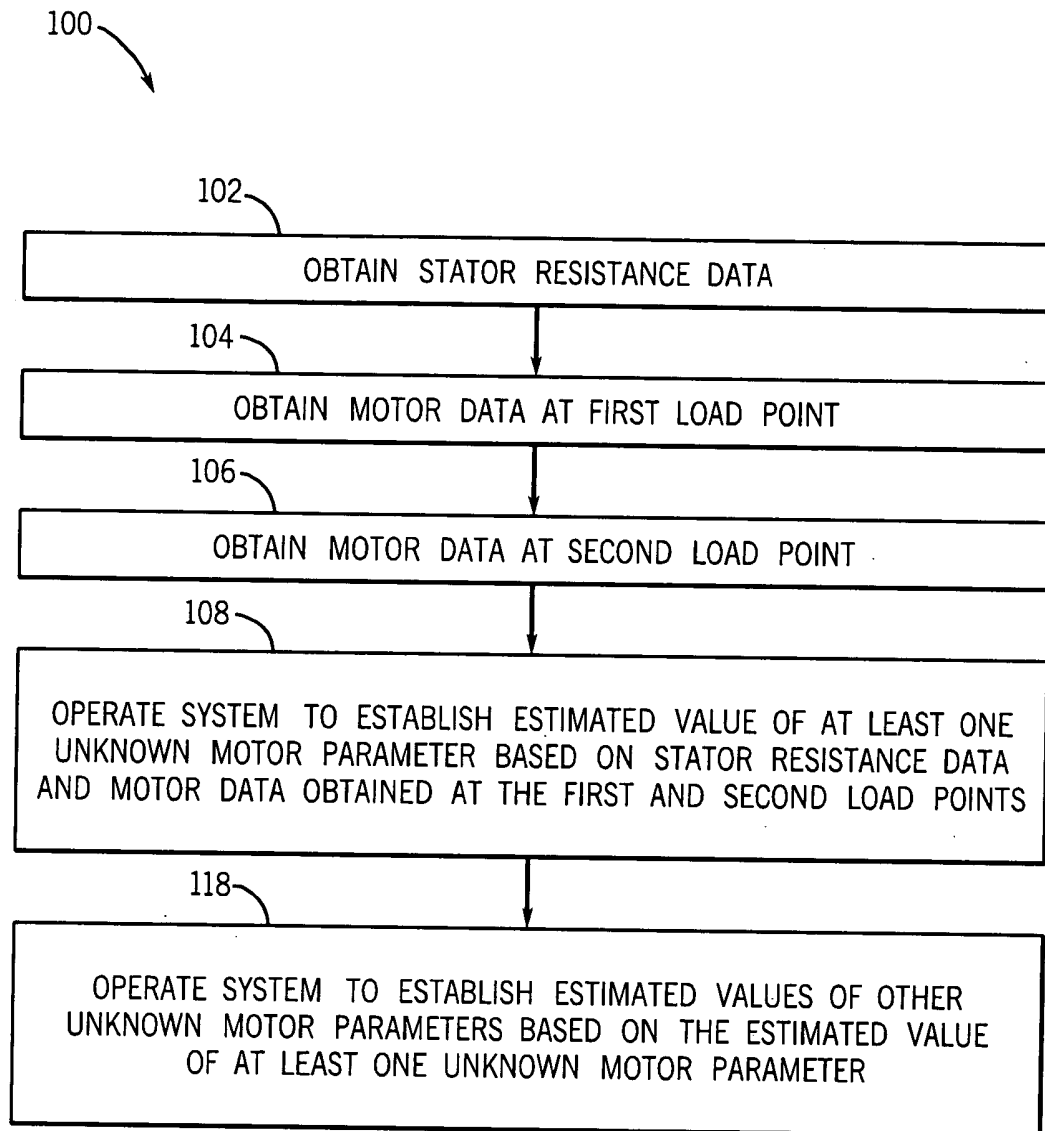 100
102
OBTAIN STATOR RESISTANCE DATA
104
OBTAIN MOTOR DATA AT FIRST LOAD POINT
106
OBTAIN MOTOR DATA AT SECOND LOAD POINT
108
OPERATE SYSTEM TO ESTABLISH ESTIMATED VALUE OF AT LEAST ONE
UNKNOWN MOTOR PARAMETER BASED ON STATOR RESISTANCE DATA
AND MOTOR DATA OBTAINED AT THE FIRST AND SECOND LOAD POINTS
118
OPERATE SYSTEM TO ESTABLISH ESTIMATED VALUES OF OTHER
UNKNOWN MOTOR PARAMETERS BASED ON THE ESTIMATED VALUE
OF AT LEAST ONE UNKNOWN MOTOR PARAMETER